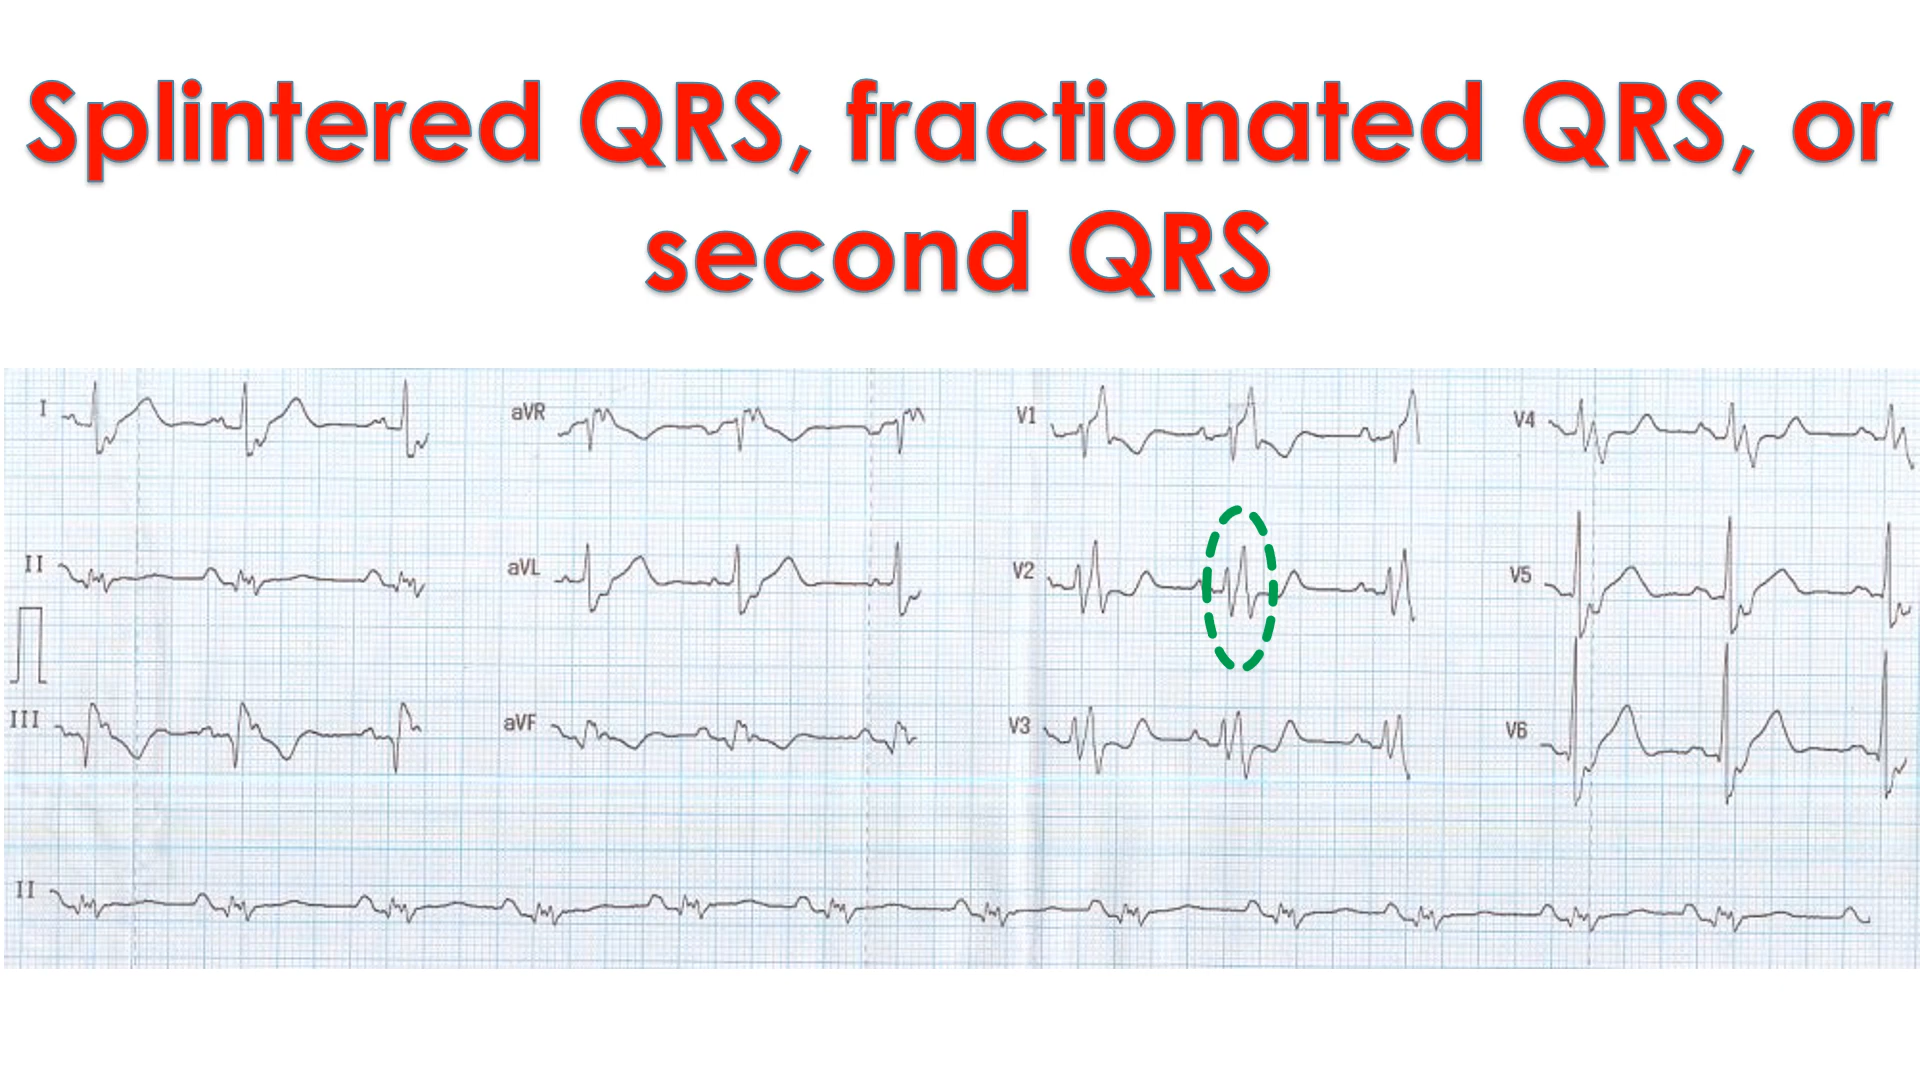 Splintered QRS, fractionated QRS, or
second QRS
I
aVR
V1
V4
II
aVL
V2
V5
III
aVF
V3
V6
II